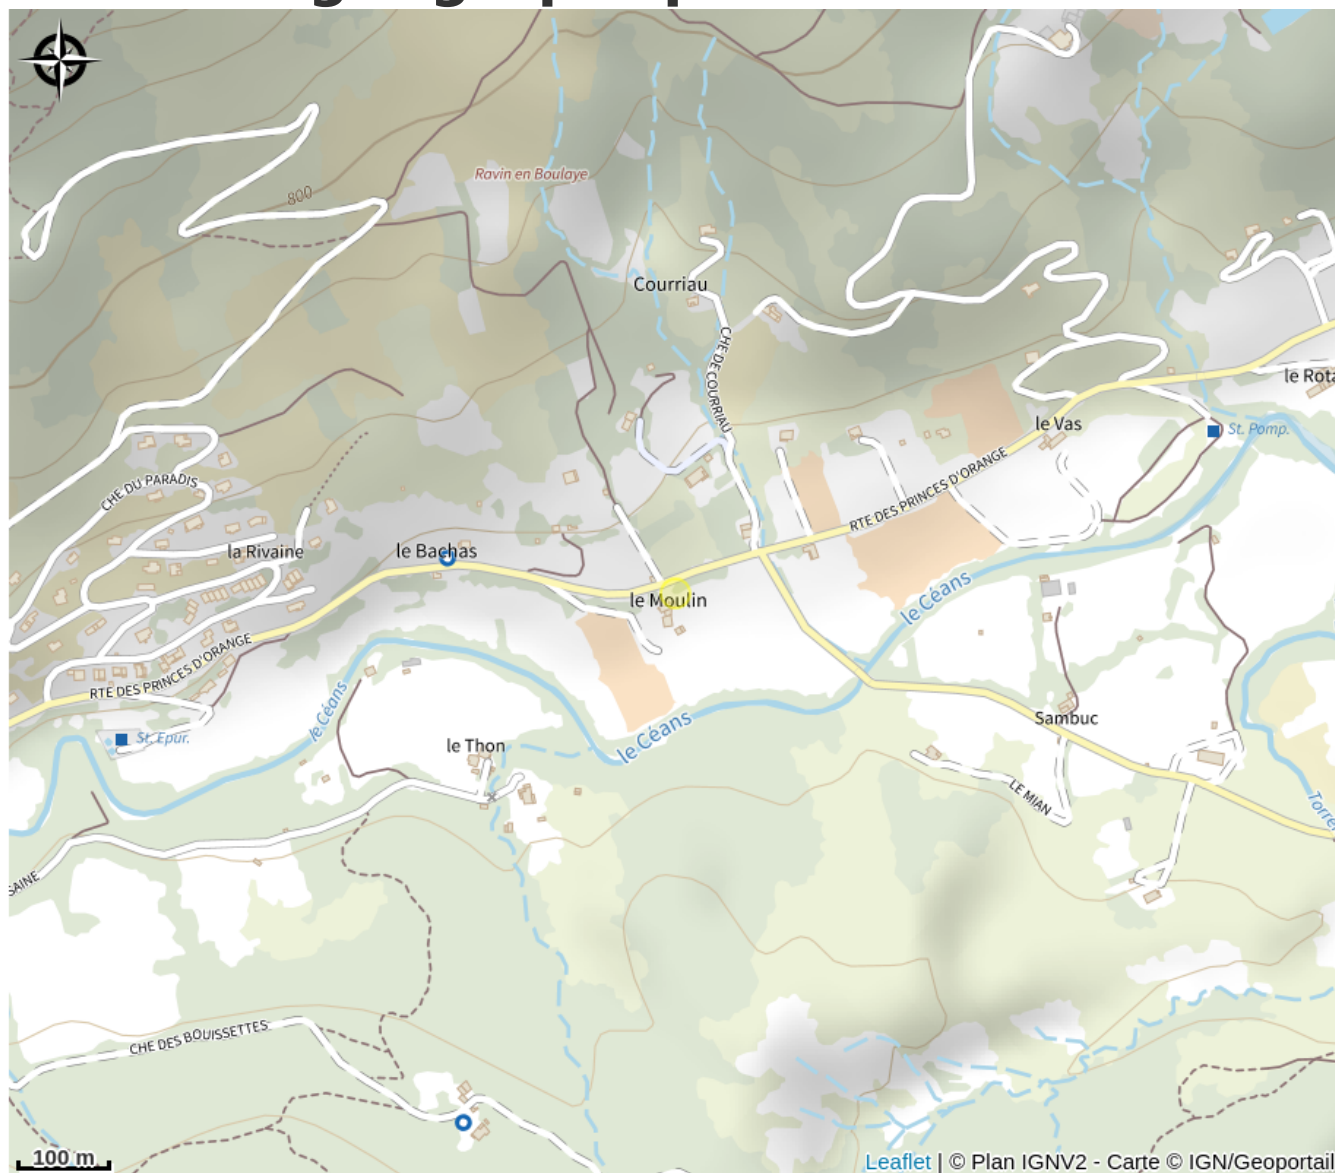 800
Ravin en Boulaye
Courriau
CHE DE COURRIAU
le Rota
le Vas
St. Pomp.
RTE DES PRINCES D'ORANGE
CHE DU PARADIS
la Rivaine
le Bachas
le Moulin
le Céans
RTE DES PRINCES D'ORANGE
le Céans
St. Epur.
le Thon
le Céans
Sambuc
LE MIAN
Torre
SAINE
CHE DES BOUISSETTES
100 m
Leaflet | © Plan IGNV2 - Carte © IGN/Geoportail